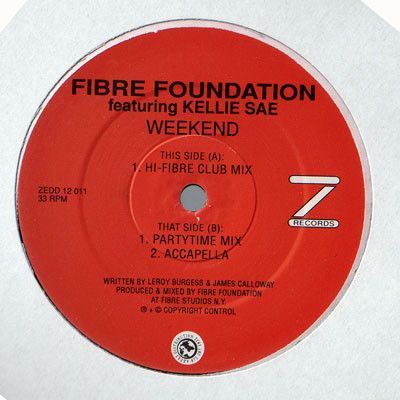 FIBRE FOUNDATION
featuring KELLIE SAE
WEEKEND
THIS SIDE (A):
1. HI-FIBRE CLUB MIX
ZEDD 12 011
33 RPM
Z
RECORDS
THAT SIDE (B):
1. PARTYTIME MIX
2. ACCAPELLA
WRITTEN BY LEROY BURGESS & JAMES CALLOWAY
PRODUCED & MIXED BY FIBRE FOUNDATION
AT FIBRE STUDIOS N.Y.
℗ + © COPYRIGHT CONTROL